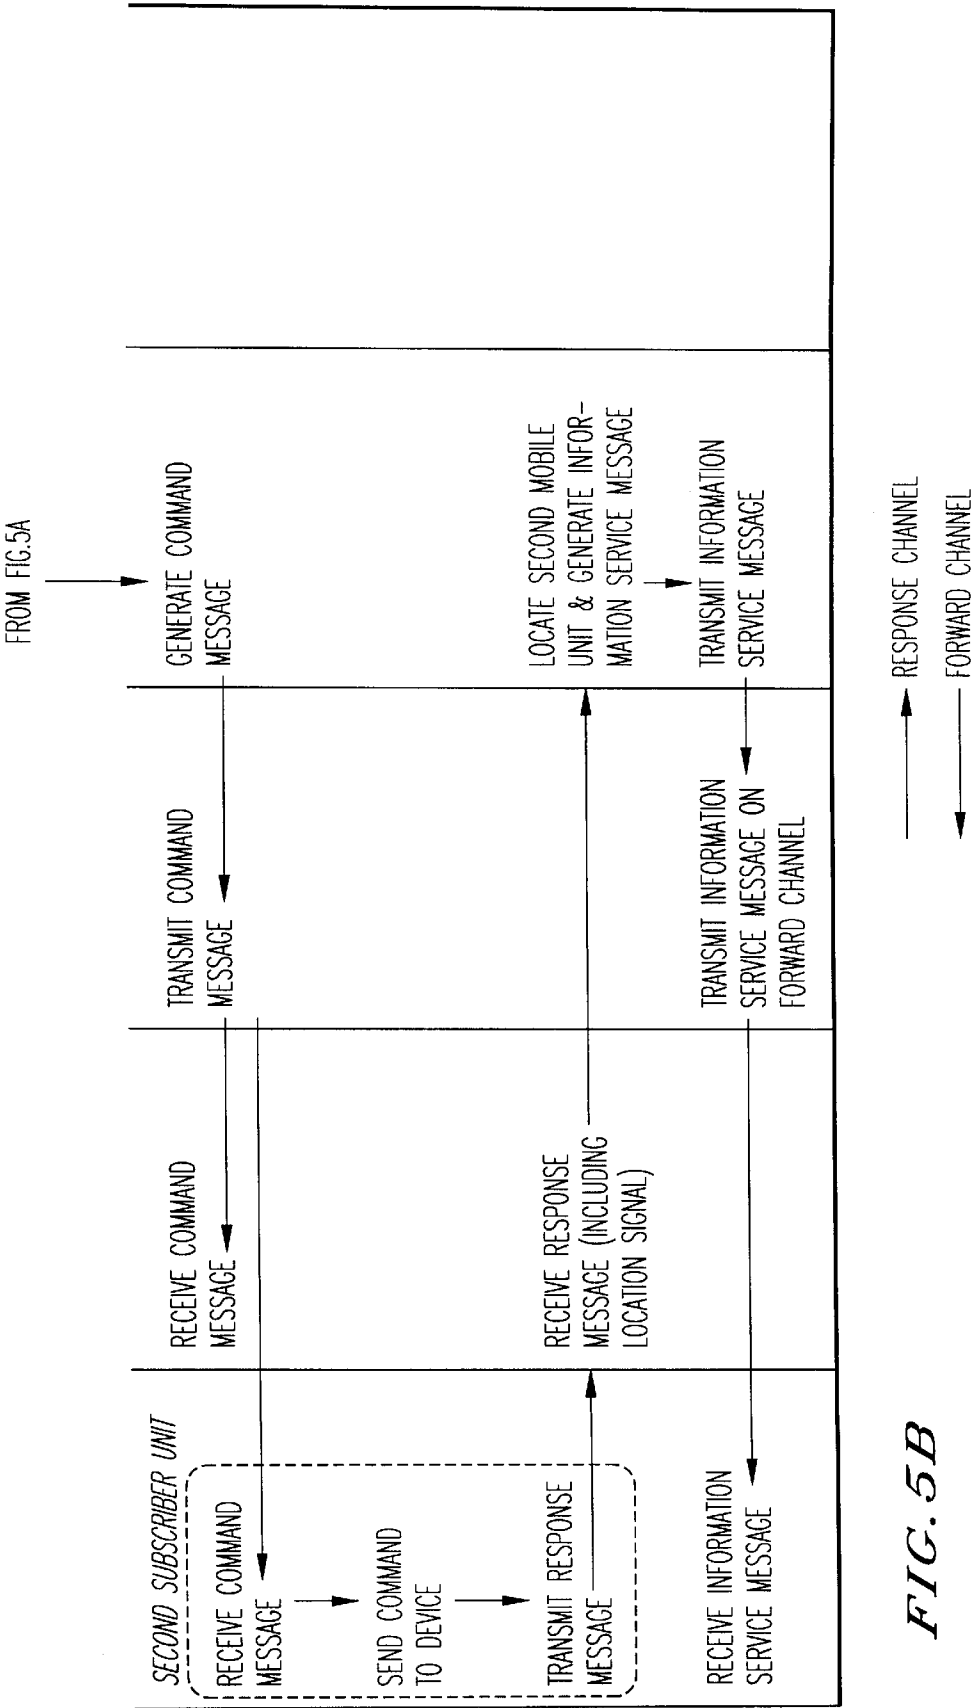 FROM FIG.5A
SECOND SUBSCRIBER UNIT
RECEIVE COMMAND
MESSAGE
SEND COMMAND
TO DEVICE
TRANSMIT RESPONSE
MESSAGE
RECEIVE INFORMATION
SERVICE MESSAGE
RECEIVE COMMAND
MESSAGE
RECEIVE RESPONSE
MESSAGE (INCLUDING
LOCATION SIGNAL)
TRANSMIT COMMAND
MESSAGE
TRANSMIT INFORMATION
SERVICE MESSAGE ON
FORWARD CHANNEL
GENERATE COMMAND
MESSAGE
LOCATE SECOND MOBILE
UNIT & GENERATE INFOR-
MATION SERVICE MESSAGE
TRANSMIT INFORMATION
SERVICE MESSAGE
RESPONSE CHANNEL
FORWARD CHANNEL
FIG.5B